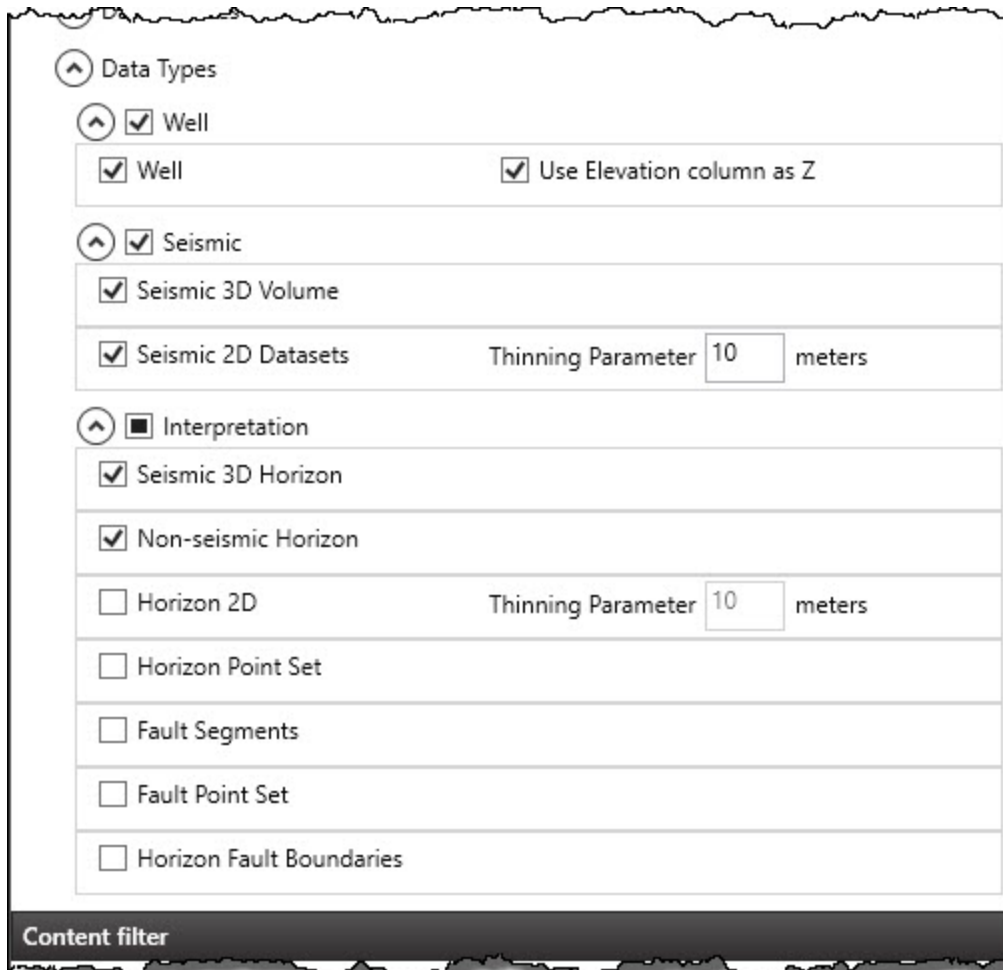 Data Types
Well
Well Use Elevation column as Z
Seismic
Seismic 3D Volume
Seismic 2D Datasets Thinning Parameter 10 meters
Interpretation
Seismic 3D Horizon
Non-seismic Horizon
Horizon 2D Thinning Parameter 10 meters
Horizon Point Set
Fault Segments
Fault Point Set
Horizon Fault Boundaries
Content filter